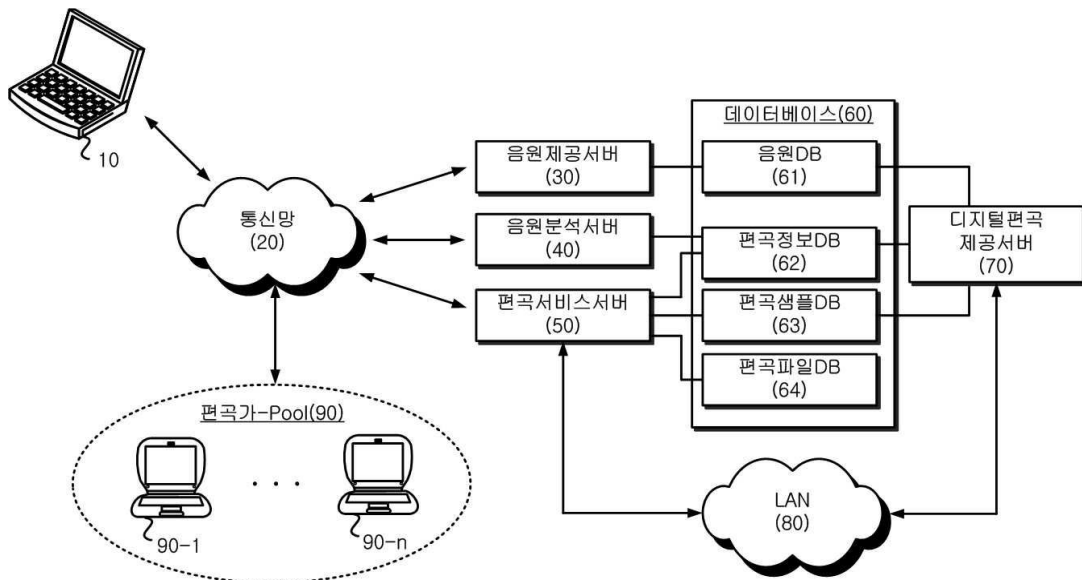 10
통신망
(20)
음원제공서버
(30)
음원분석서버
(40)
편곡서비스서버
(50)
데이터베이스(60)
음원DB
(61)
편곡정보DB
(62)
편곡샘플DB
(63)
편곡파일DB
(64)
디지털편곡
제공서버
(70)
편곡가-Pool(90)
. . .
90-1
90-n
LAN
(80)